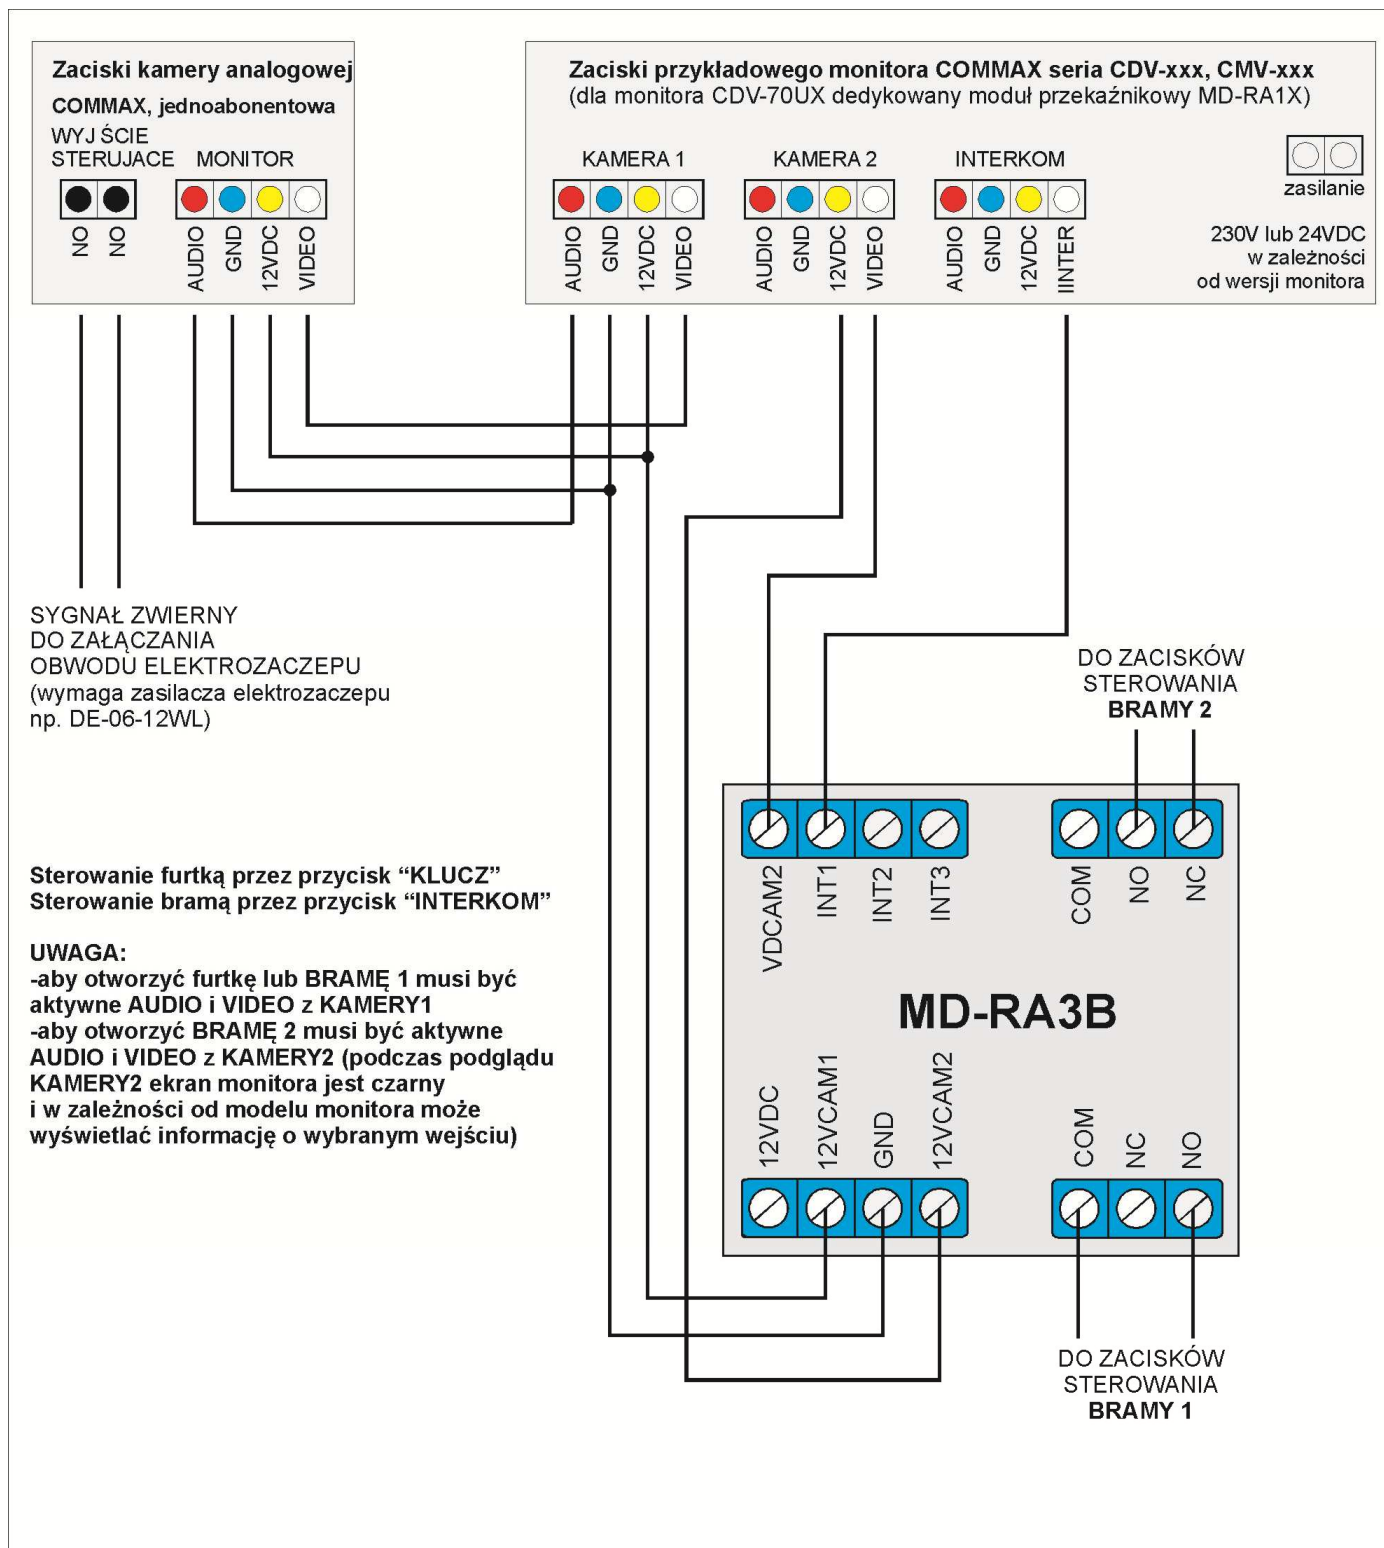 Zaciski kamery analogowej
COMMAX, jednoabonentowa
WYJ ŚCIE
STERUJACE
MONITOR
NO
NO
AUDIO
GND
12VDC
VIDEO
Zaciski przykładowego monitora COMMAX seria CDV-xxx, CMV-xxx
(dla monitora CDV-70UX dedykowany moduł przekaźnikowy MD-RA1X)
KAMERA 1
KAMERA 2
INTERKOM
AUDIO
GND
12VDC
VIDEO
AUDIO
GND
12VDC
VIDEO
AUDIO
GND
12VDC
IINTER
zasilanie
230V lub 24VDC
w zależności
od wersji monitora
SYGNAŁ ZWIERNY
DO ZAŁĄCZANIA
OBWODU ELEKTROZACZEPU
(wymaga zasilacza elektrozaczepu
np. DE-06-12WL)
DO ZACISKÓW
STEROWANIA
BRAMY 2
Sterowanie furtką przez przycisk “KLUCZ”
Sterowanie bramą przez przycisk “INTERKOM”
UWAGA:
-aby otworzyć furtkę lub BRAMĘ 1 musi być
aktywne AUDIO i VIDEO z KAMERY1
-aby otworzyć BRAMĘ 2 musi być aktywne
AUDIO i VIDEO z KAMERY2 (podczas podglądu
KAMERY2 ekran monitora jest czarny
i w zależności od modelu monitora może
wyświetlać informację o wybranym wejściu)
VDCAM2
INT1
INT2
INT3
COM
NO
NC
MD-RA3B
12VDC
12VCAM1
GND
12VCAM2
COM
NC
NO
DO ZACISKÓW
STEROWANIA
BRAMY 1